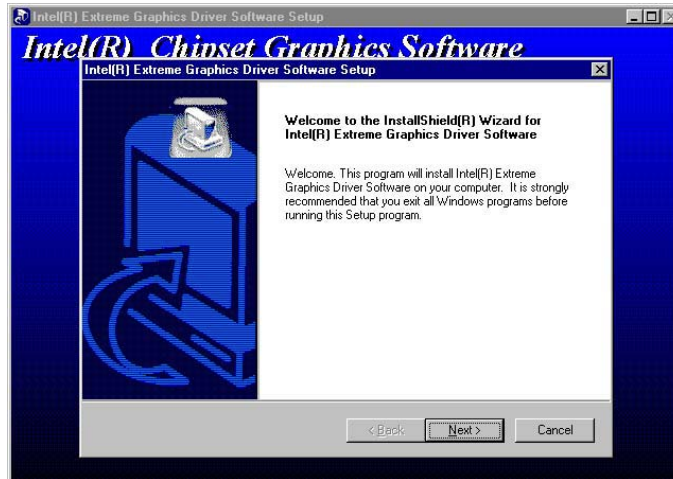 Intel(R) Extreme Graphics Driver Software Setup
Intel(R) Chipset Graphics Software
Intel(R) Extreme Graphics Driver Software Setup
Welcome to the InstallShield(R) Wizard for
Intel(R) Extreme Graphics Driver Software
Welcome. This program will install Intel(R) Extreme
Graphics Driver Software on your computer. It is strongly
recommended that you exit all Windows programs before
running this Setup program.
< Back Next > Cancel